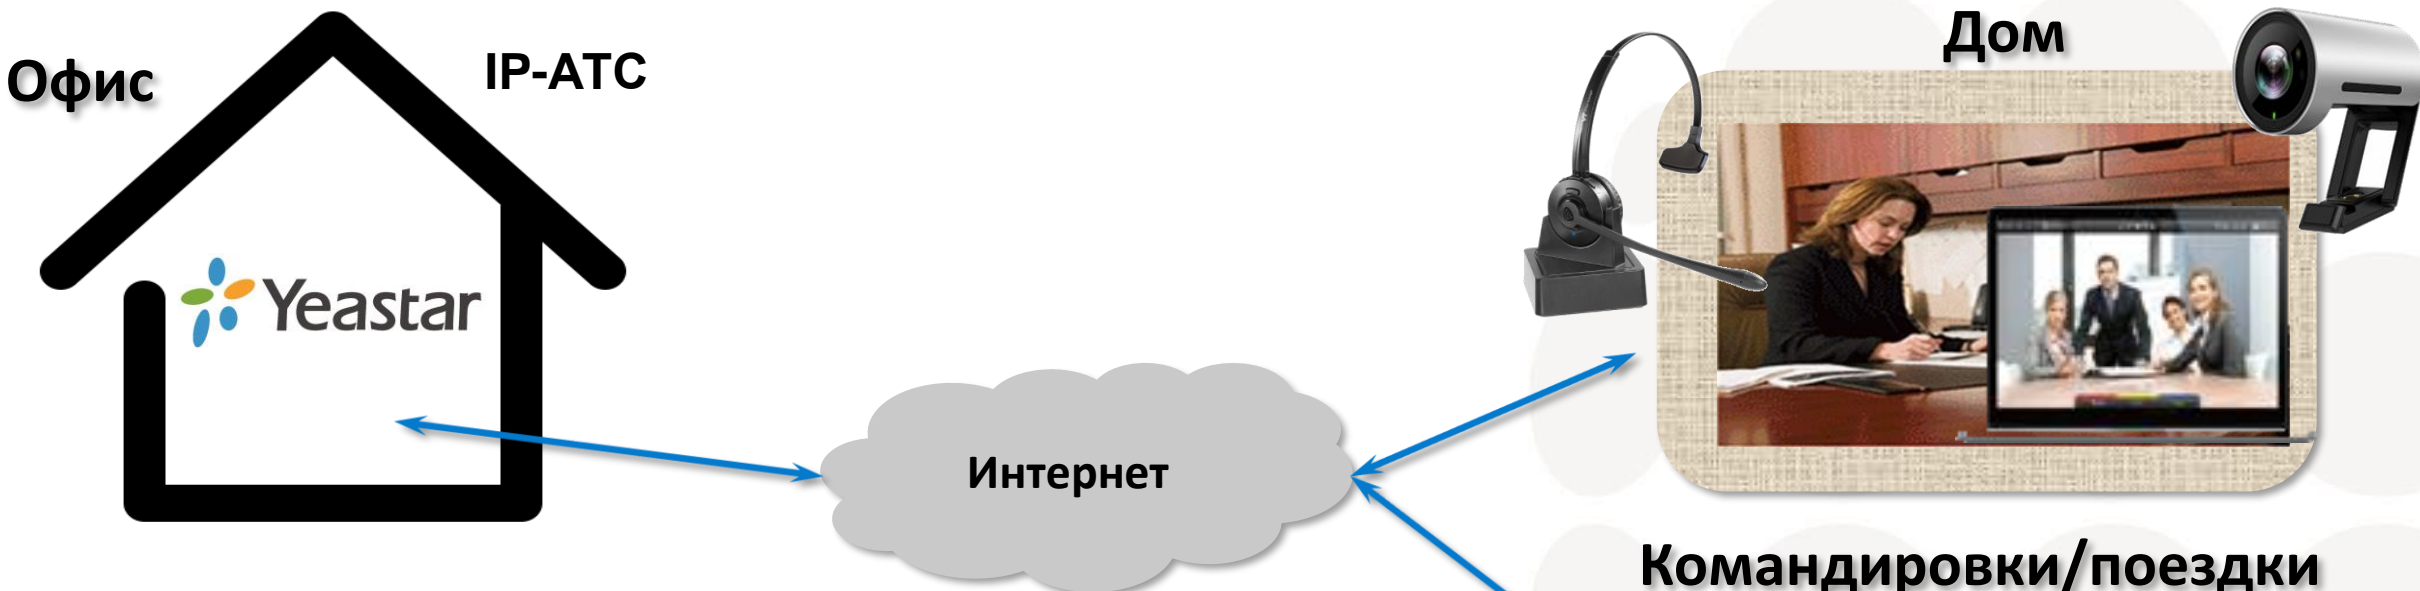 Офис
IP-АТС
Дом
Yeastar
Интернет
Командировки/поездки